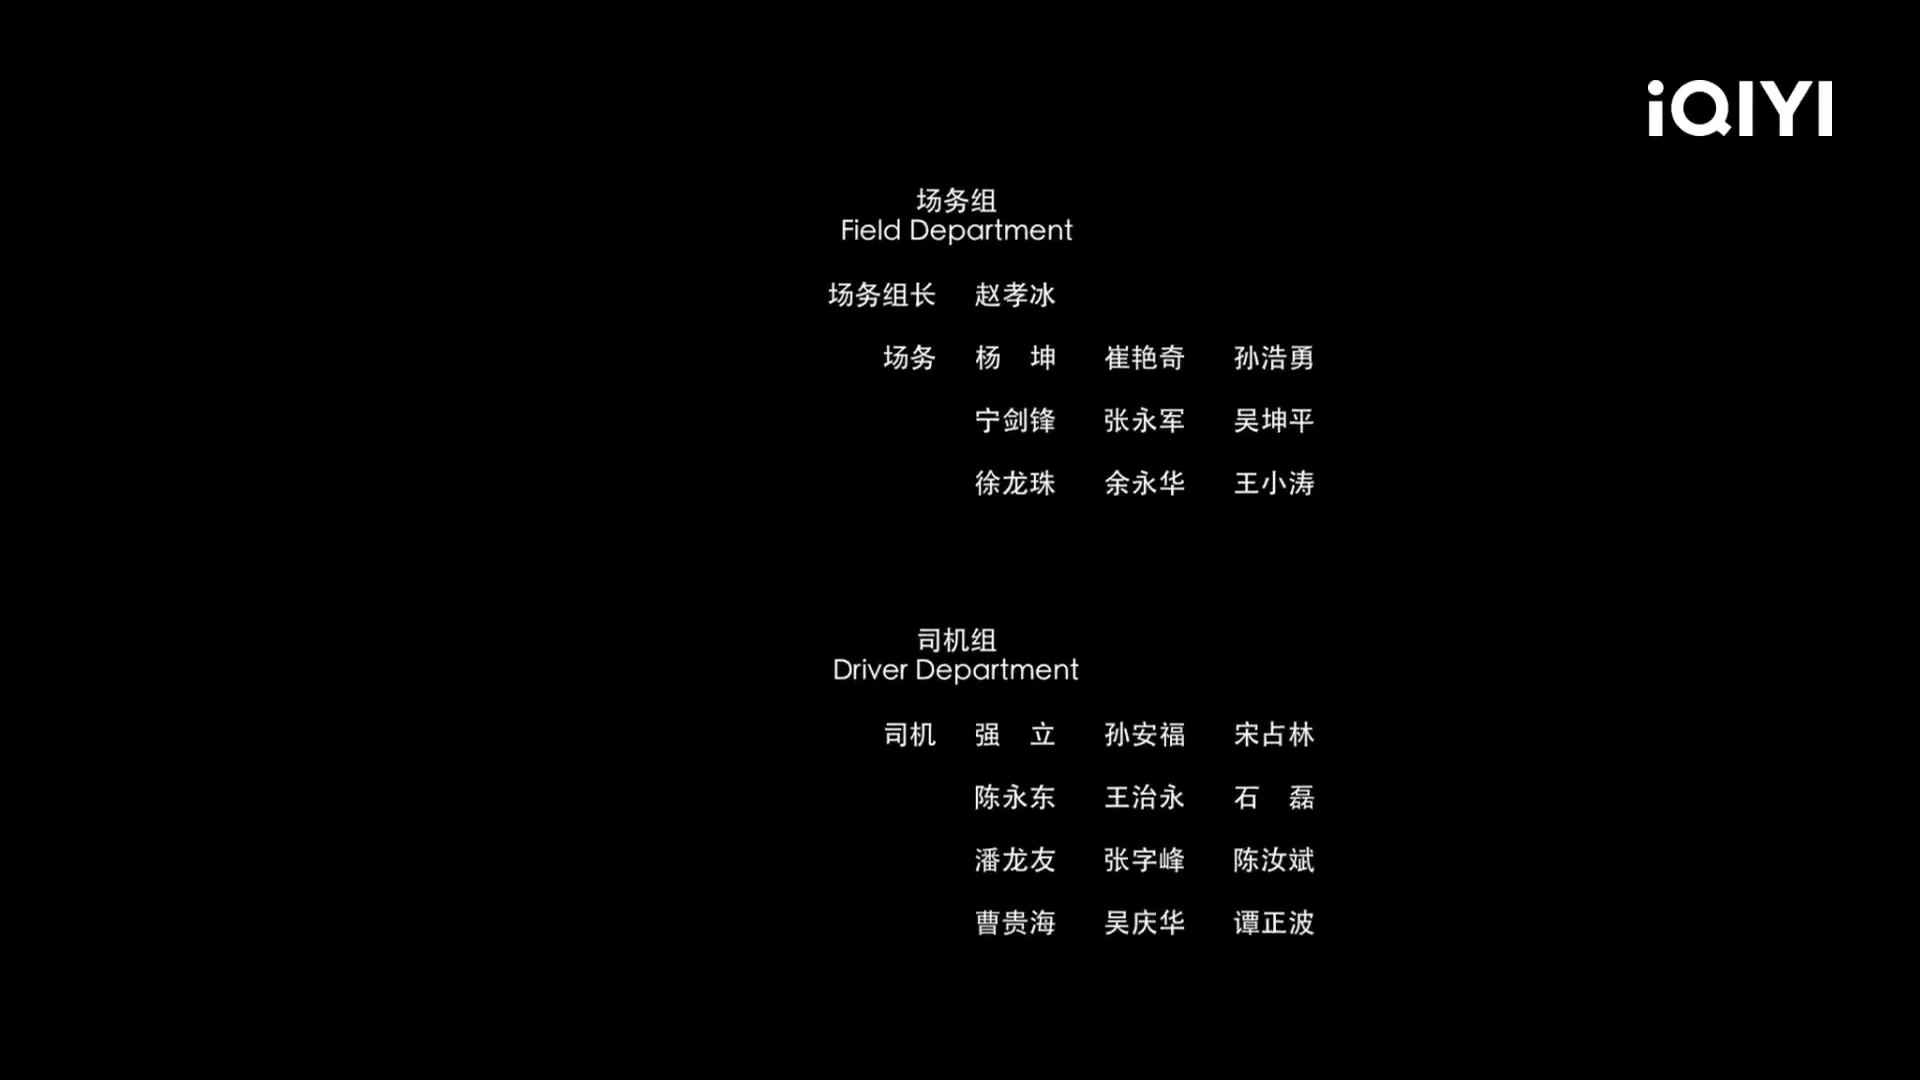 iQIYI
场务组
Field Department
场务组长 赵孝冰
场务 杨 坤 崔艳奇 孙浩勇
宁剑锋 张永军 吴坤平
徐龙珠 余永华 王小涛
司机组
Driver Department
司机 强 立 孙安福 宋占林
陈永东 王治永 石 磊
潘龙友 张字峰 陈汝斌
曹贵海 吴庆华 谭正波